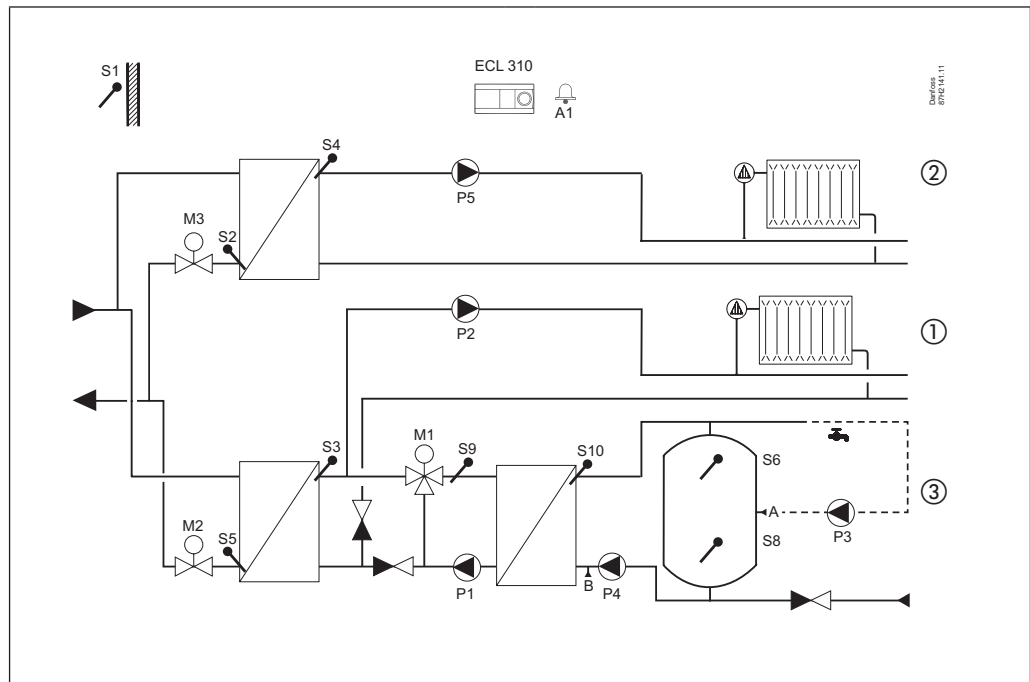 S1
ECL 310
A1
Danfoss
87H2141.11
S4
P5
②
M3
S2
P2
①
S3
M1
S9
S10
S6
③
A
M2
S5
S8
P3
P1
B
P4